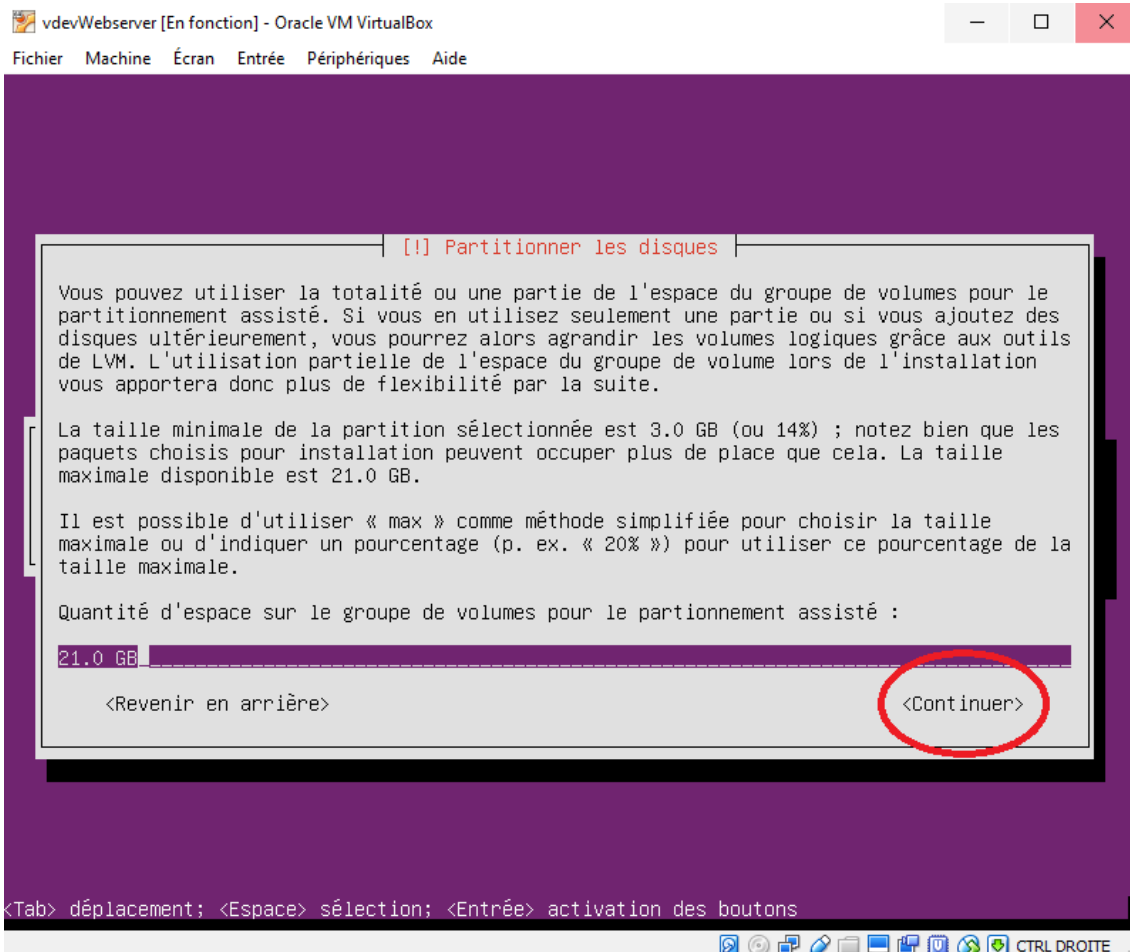 vdevWebserver [En fonction] - Oracle VM VirtualBox
Fichier Machine Écran Entrée Périphériques Aide
[!] Partitionner les disques
Vous pouvez utiliser la totalité ou une partie de l'espace du groupe de volumes pour le
partitionnement assisté. Si vous en utilisez seulement une partie ou si vous ajoutez des
disques ultérieurement, vous pourrez alors agrandir les volumes logiques grâce aux outils
de LVM. L'utilisation partielle de l'espace du groupe de volume lors de l'installation
vous apportera donc plus de flexibilité par la suite.
La taille minimale de la partition sélectionnée est 3.0 GB (ou 14%) ; notez bien que les
paquets choisis pour installation peuvent occuper plus de place que cela. La taille
maximale disponible est 21.0 GB.
Il est possible d'utiliser « max » comme méthode simplifiée pour choisir la taille
maximale ou d'indiquer un pourcentage (p. ex. « 20% ») pour utiliser ce pourcentage de la
taille maximale.
Quantité d'espace sur le groupe de volumes pour le partionnement assisté :
21.0 GB
<Revenir en arrière> <Continuer>
<Tab> déplacement; <Espace> sélection; <Entrée> activation des boutons
CTRL DROITE